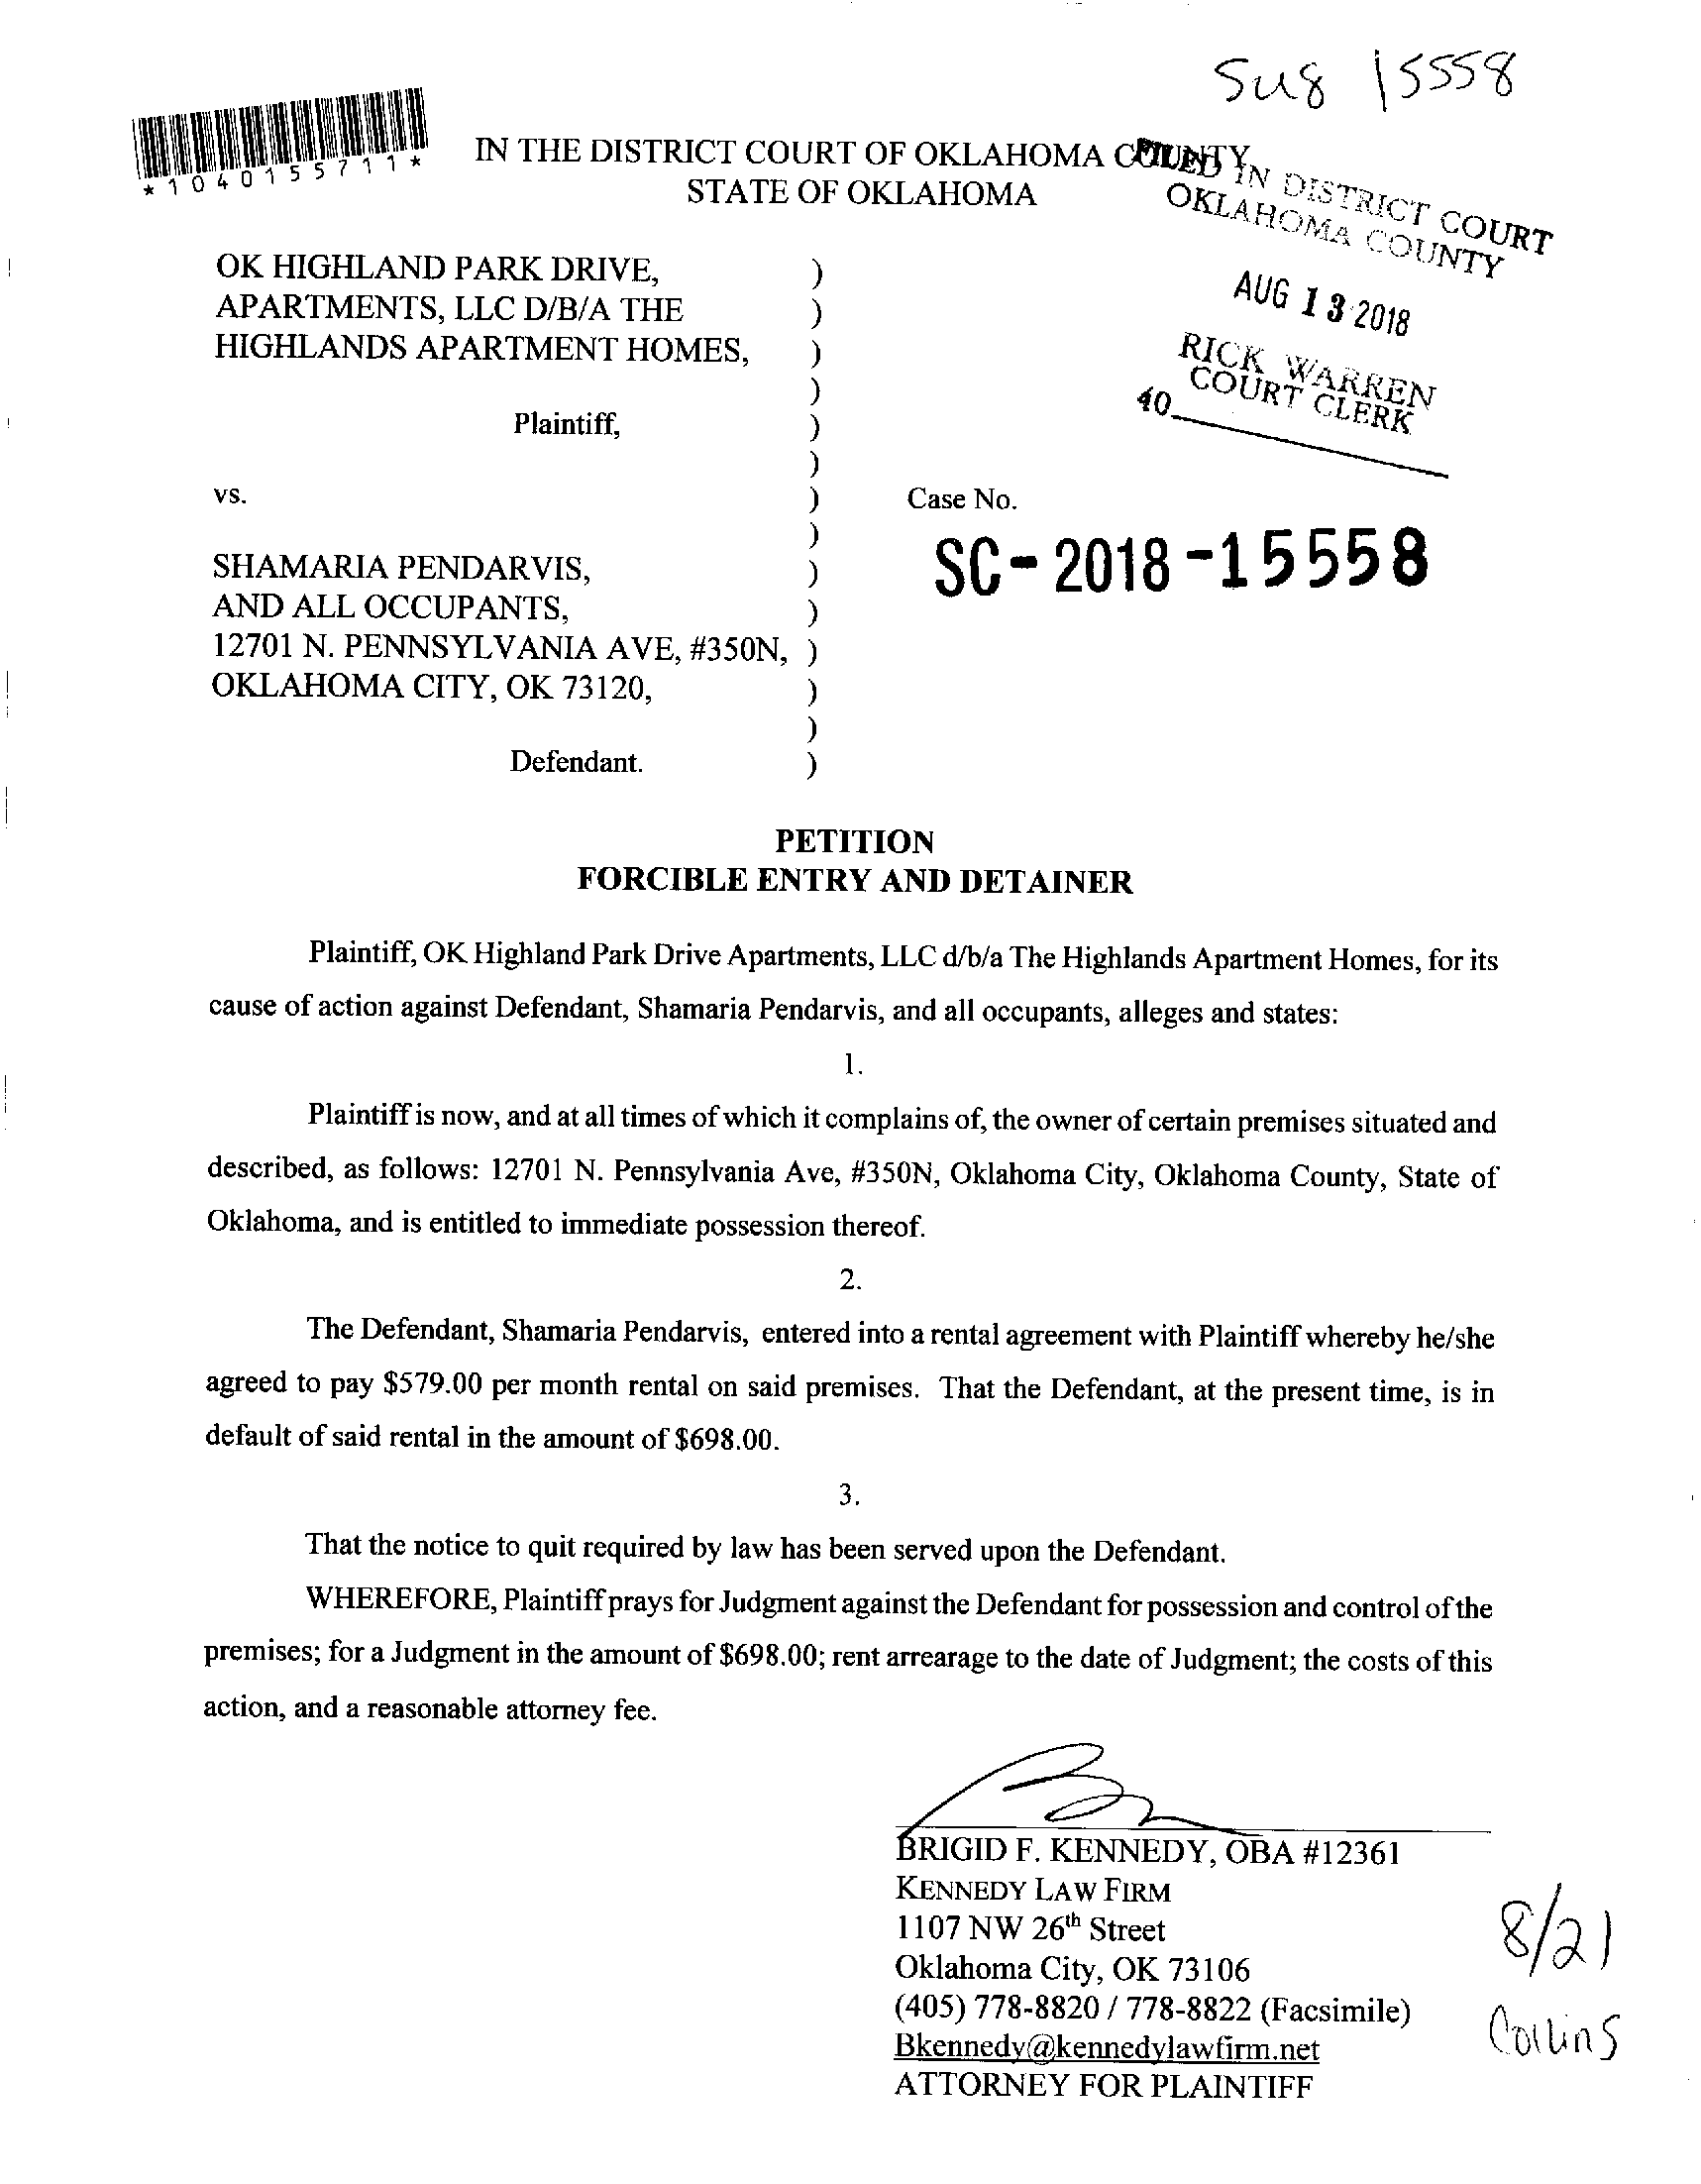 Su8 15558
*1040155711*
IN THE DISTRICT COURT OF OKLAHOMA COUNTY
STATE OF OKLAHOMA
FILED IN DISTRICT COURT
OKLAHOMA COUNTY
AUG 13 2018
RICK WARREN
COURT CLERK
40
OK HIGHLAND PARK DRIVE, )
APARTMENTS, LLC D/B/A THE )
HIGHLANDS APARTMENT HOMES, )
)
Plaintiff, )
)
vs. ) Case No.
)
SC-2018-15558
SHAMARIA PENDARVIS, )
AND ALL OCCUPANTS, )
12701 N. PENNSYLVANIA AVE, #350N, )
OKLAHOMA CITY, OK 73120, )
)
Defendant. )
PETITION
FORCIBLE ENTRY AND DETAINER
Plaintiff, OK Highland Park Drive Apartments, LLC d/b/a The Highlands Apartment Homes, for its
cause of action against Defendant, Shamaria Pendarvis, and all occupants, alleges and states:
1.
Plaintiff is now, and at all times of which it complains of, the owner of certain premises situated and
described, as follows: 12701 N. Pennsylvania Ave, #350N, Oklahoma City, Oklahoma County, State of
Oklahoma, and is entitled to immediate possession thereof.
2.
The Defendant, Shamaria Pendarvis, entered into a rental agreement with Plaintiff whereby he/she
agreed to pay $579.00 per month rental on said premises. That the Defendant, at the present time, is in
default of said rental in the amount of $698.00.
3.
That the notice to quit required by law has been served upon the Defendant.
WHEREFORE, Plaintiff prays for Judgment against the Defendant for possession and control of the
premises; for a Judgment in the amount of $698.00; rent arrearage to the date of Judgment; the costs of this
action, and a reasonable attorney fee.
BRIGID F. KENNEDY, OBA #12361
KENNEDY LAW FIRM
1107 NW 26th Street
Oklahoma City, OK 73106
(405) 778-8820 / 778-8822 (Facsimile)
Bkennedy@kennedylawfirm.net
ATTORNEY FOR PLAINTIFF
8/21
Collins